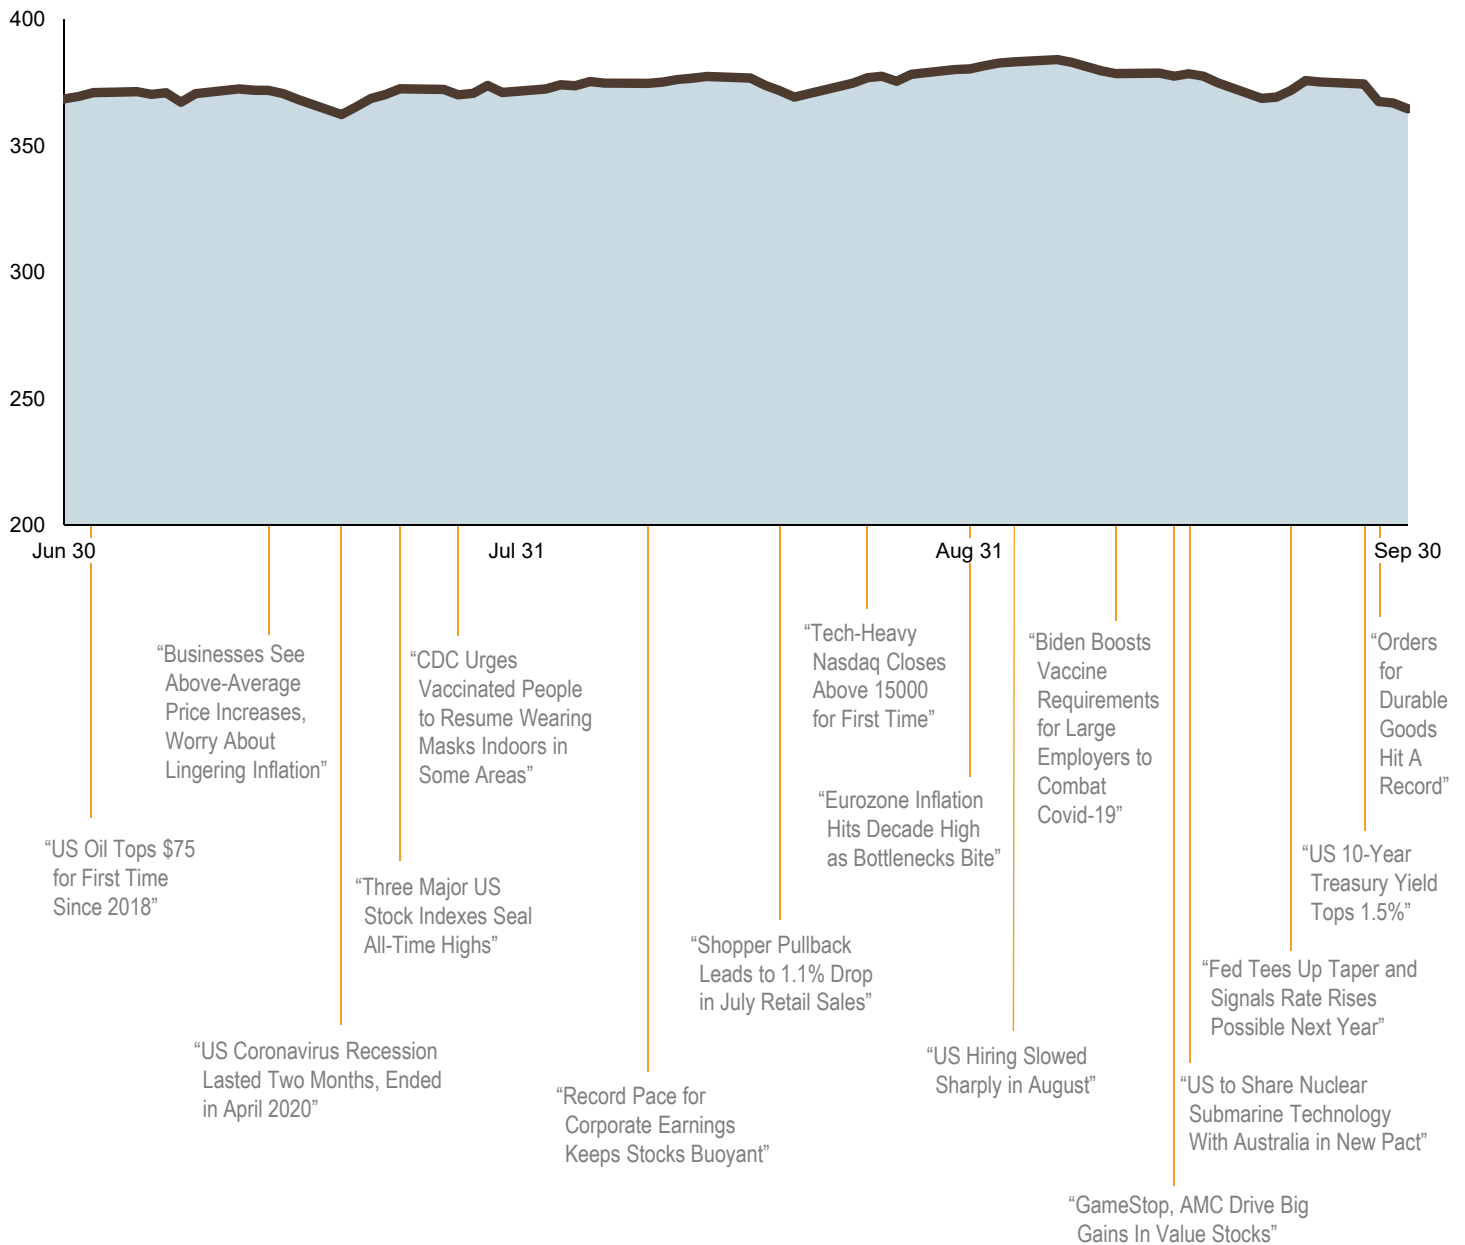 400
350
300
250
200
Jun 30
Jul 31
Aug 31
Sep 30
“US Oil Tops $75
for First Time
Since 2018”
“Businesses See
Above-Average
Price Increases,
Worry About
Lingering Inflation”
“US Coronavirus Recession
Lasted Two Months, Ended
in April 2020”
“Three Major US
Stock Indexes Seal
All-Time Highs”
“CDC Urges
Vaccinated People
to Resume Wearing
Masks Indoors in
Some Areas”
“Record Pace for
Corporate Earnings
Keeps Stocks Buoyant”
“Shopper Pullback
Leads to 1.1% Drop
in July Retail Sales”
“Tech-Heavy
Nasdaq Closes
Above 15000
for First Time”
“Eurozone Inflation
Hits Decade High
as Bottlenecks Bite”
“US Hiring Slowed
Sharply in August”
“Biden Boosts
Vaccine
Requirements
for Large
Employers to
Combat
Covid-19”
“GameStop, AMC Drive Big
Gains In Value Stocks”
“US to Share Nuclear
Submarine Technology
With Australia in New Pact”
“Fed Tees Up Taper and
Signals Rate Rises
Possible Next Year”
“US 10-Year
Treasury Yield
Tops 1.5%”
“Orders
for
Durable
Goods
Hit A
Record”